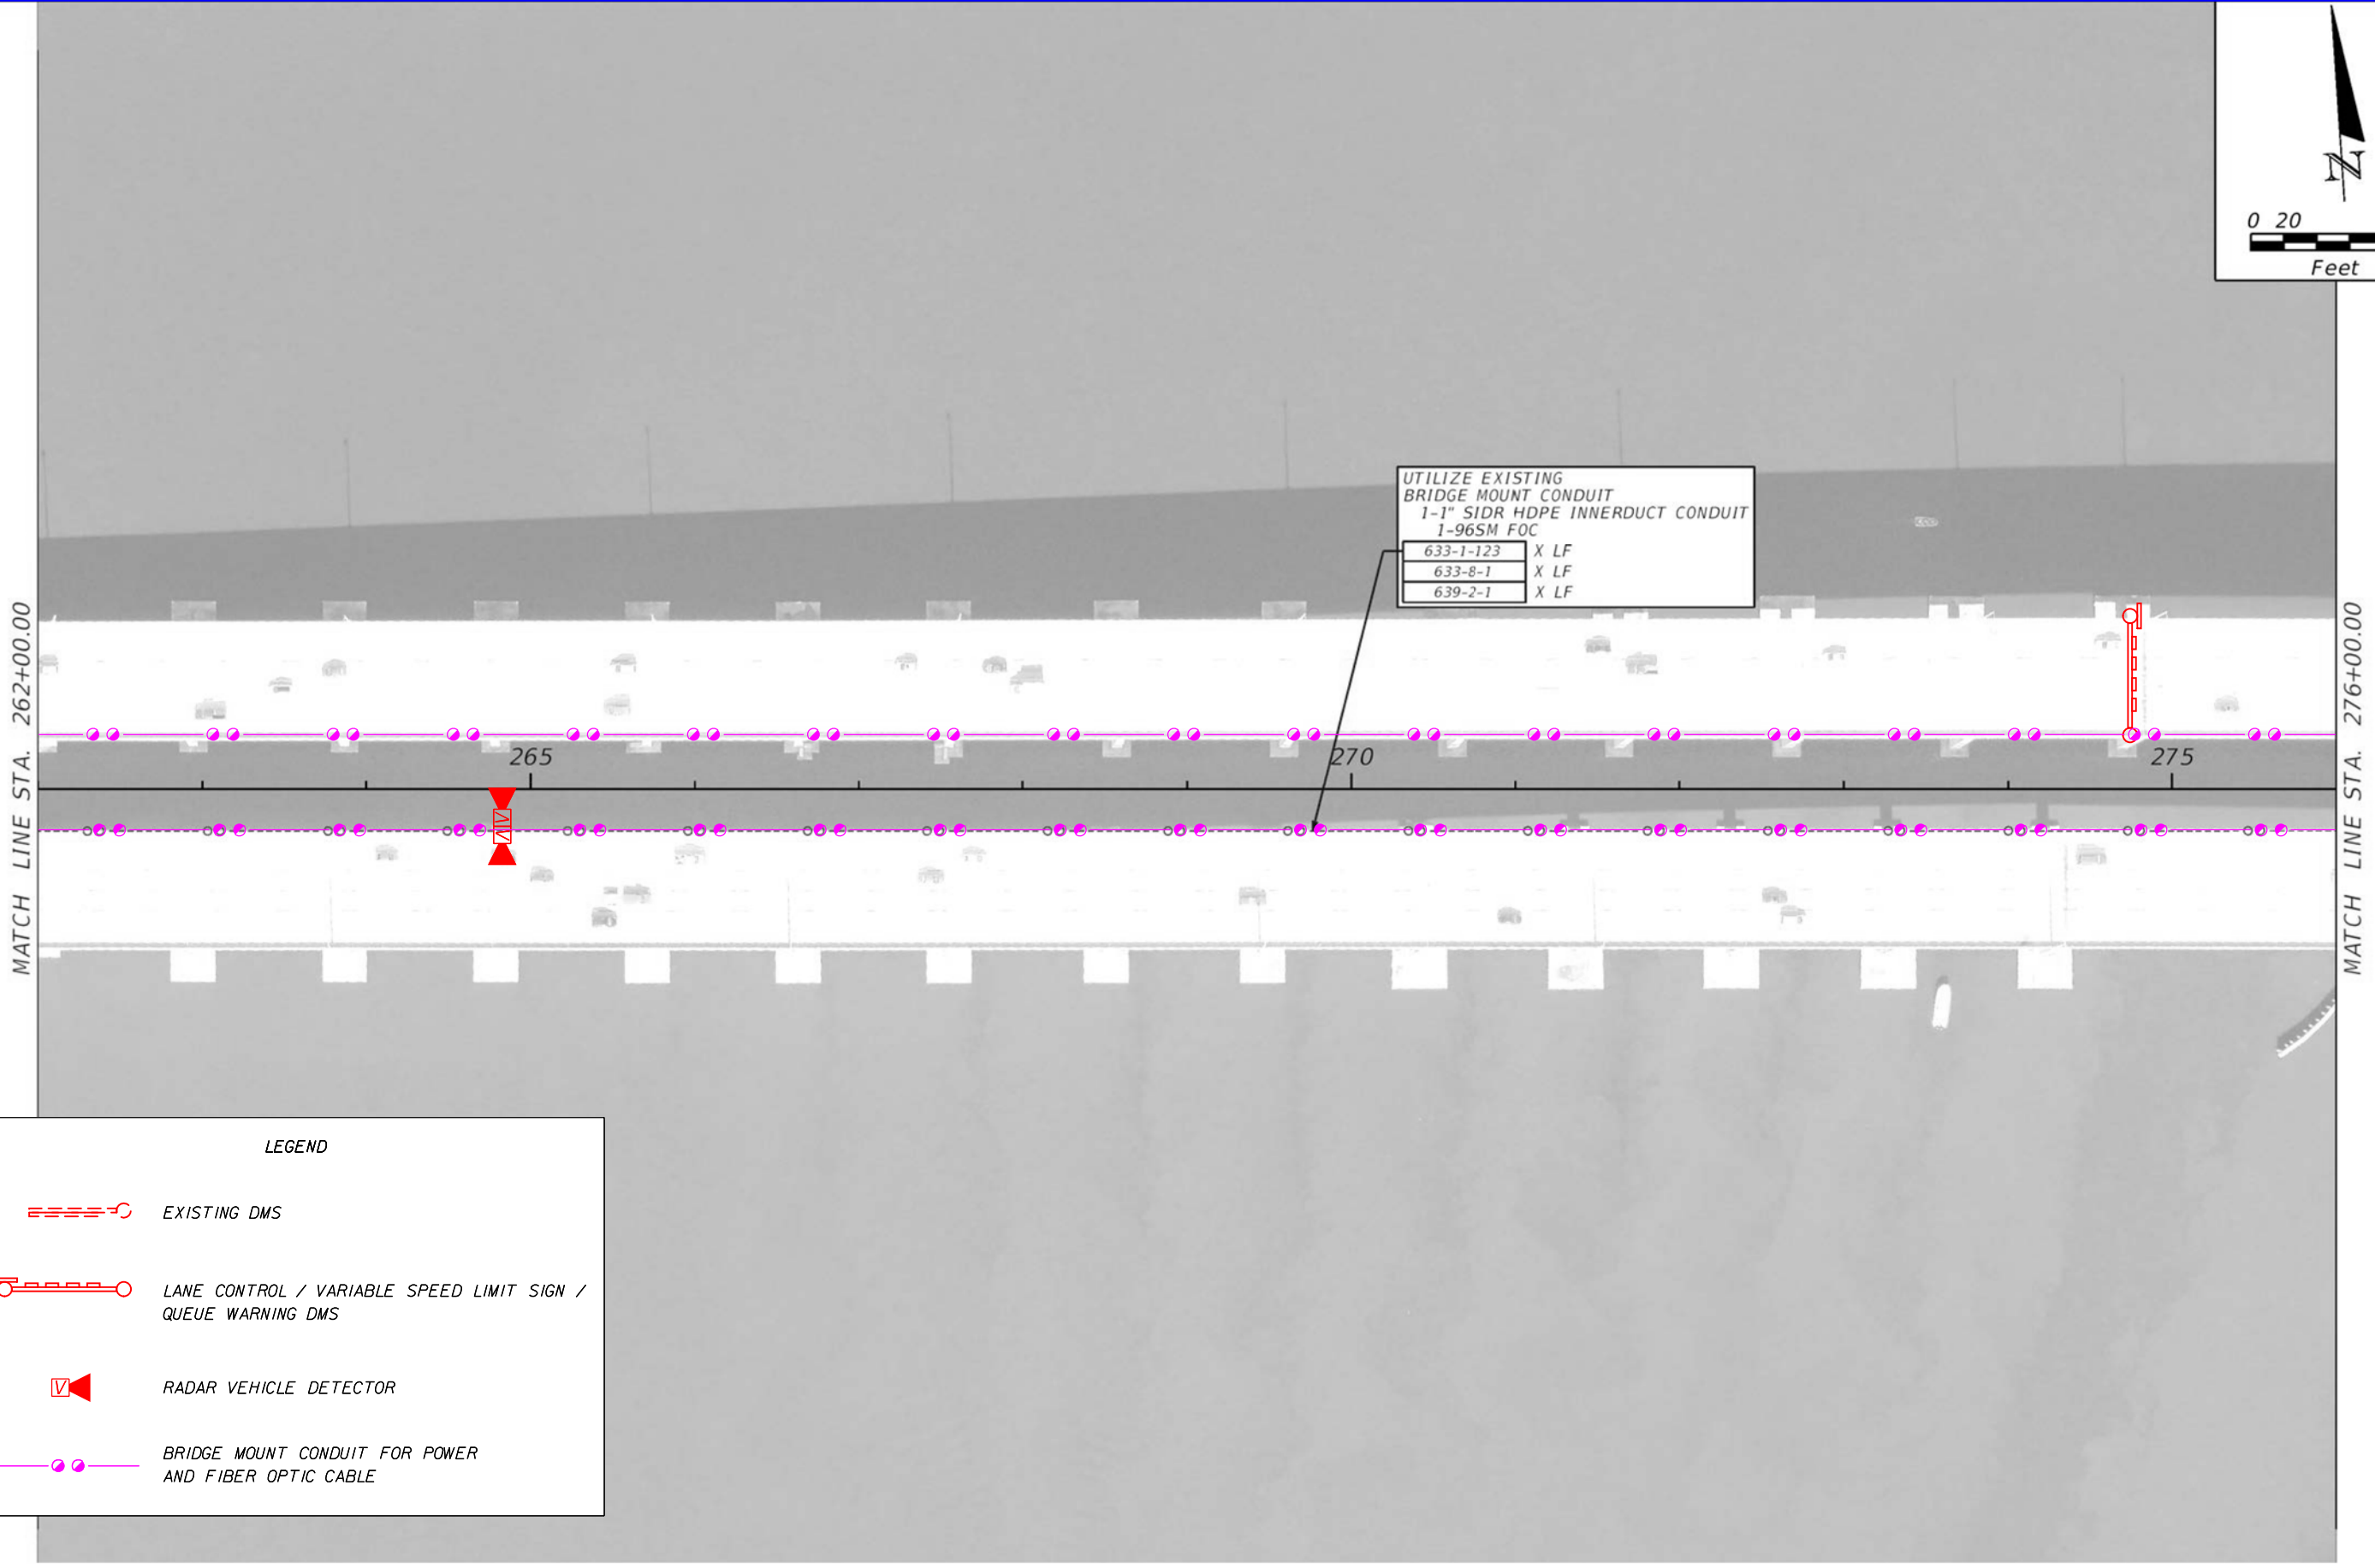 N
0 20
Feet
UTILIZE EXISTING
BRIDGE MOUNT CONDUIT
1-1" SIDR HDPE INNERDUCT CONDUIT
1-96SM FOC
633-1-123 X LF
633-8-1 X LF
639-2-1 X LF
MATCH LINE STA. 262+00.00
265
270
275
MATCH LINE STA. 276+00.00
V
V
LEGEND
EXISTING DMS
LANE CONTROL / VARIABLE SPEED LIMIT SIGN /
QUEUE WARNING DMS
V
RADAR VEHICLE DETECTOR
BRIDGE MOUNT CONDUIT FOR POWER
AND FIBER OPTIC CABLE